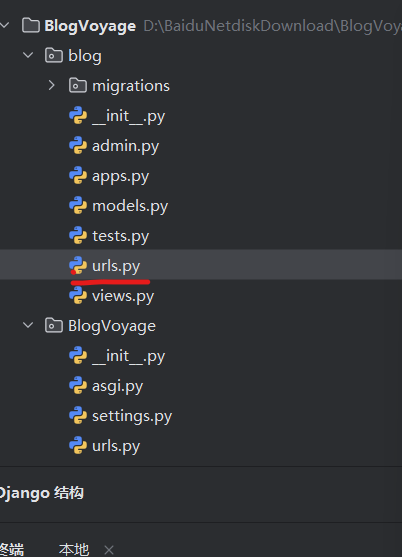 BlogVoyage D:\BaiduNetdiskDownload\BlogVoya
blog
migrations
__init__.py
admin.py
apps.py
models.py
tests.py
urls.py
views.py
BlogVoyage
__init__.py
asgi.py
settings.py
urls.py
Django 结构
终端 本地